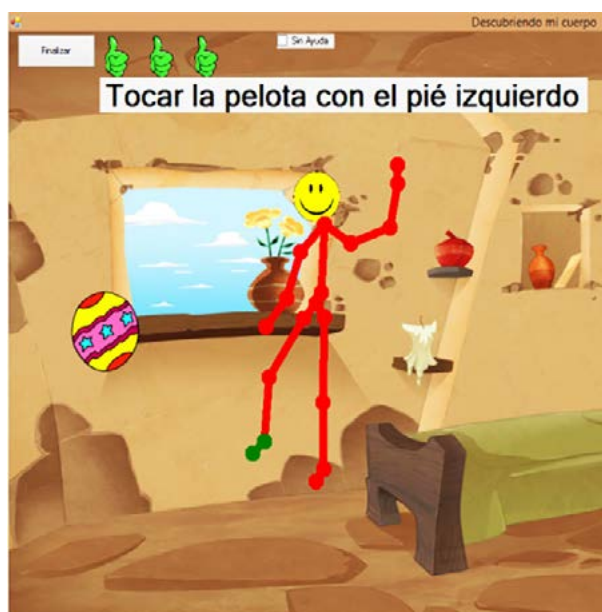 Descubriendo mi cuerpo
Finalizar
Sin Ayuda
Tocar la pelota con el pié izquierdo